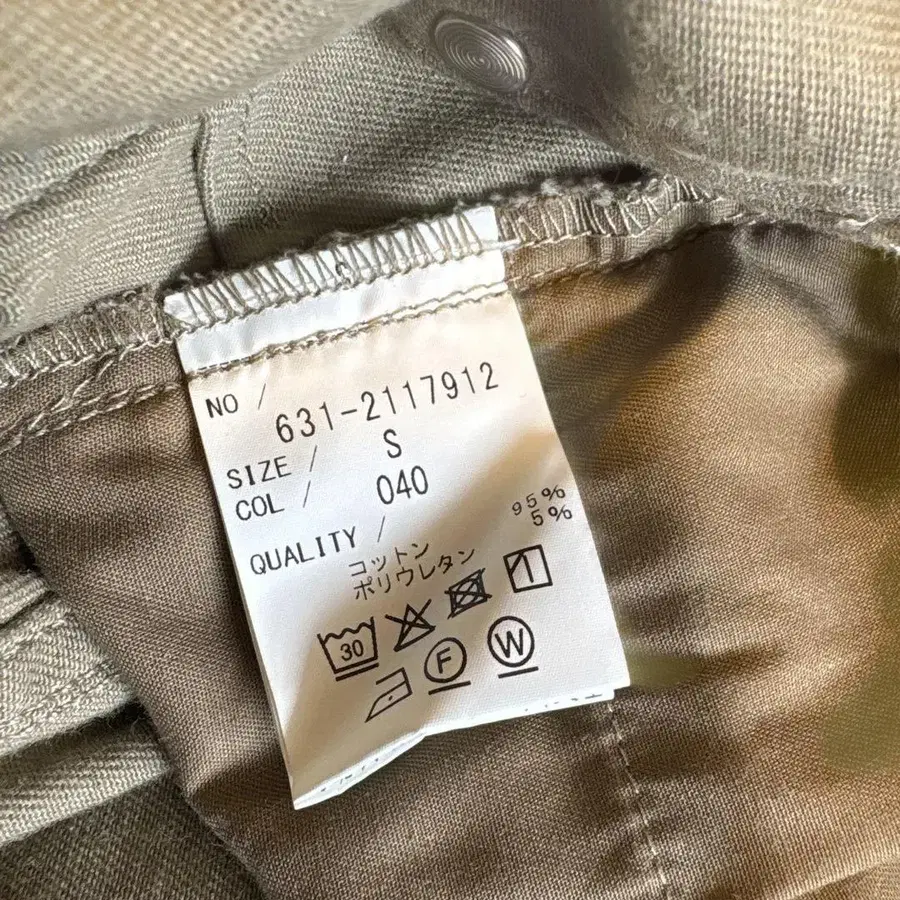 NO / 631-2117912
SIZE / S
COL / 040
QUALITY /
コットン 95%
ポリウレタン 5%
30
F W